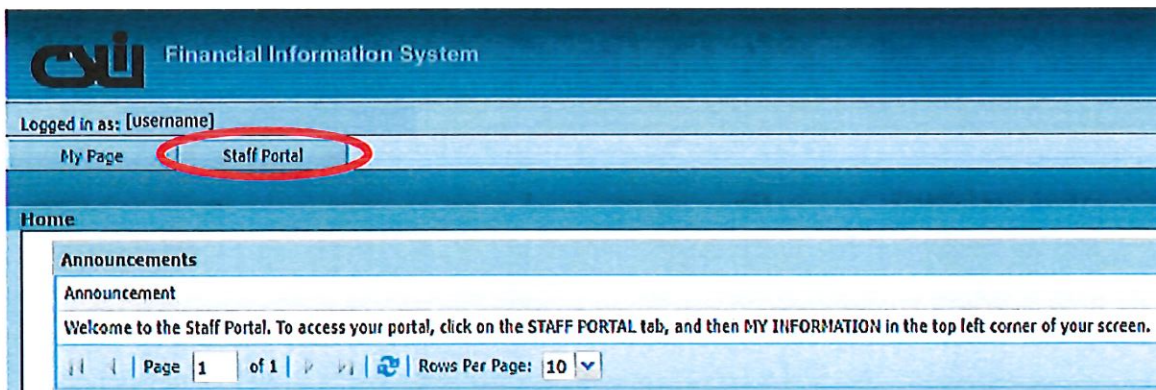 CSIU Financial Information System
Logged in as: [username]
My Page Staff Portal
Home
Announcements
Announcement
Welcome to the Staff Portal. To access your portal, click on the STAFF PORTAL tab, and then MY INFORMATION in the top left corner of your screen.
Page 1 of 1 Rows Per Page: 10